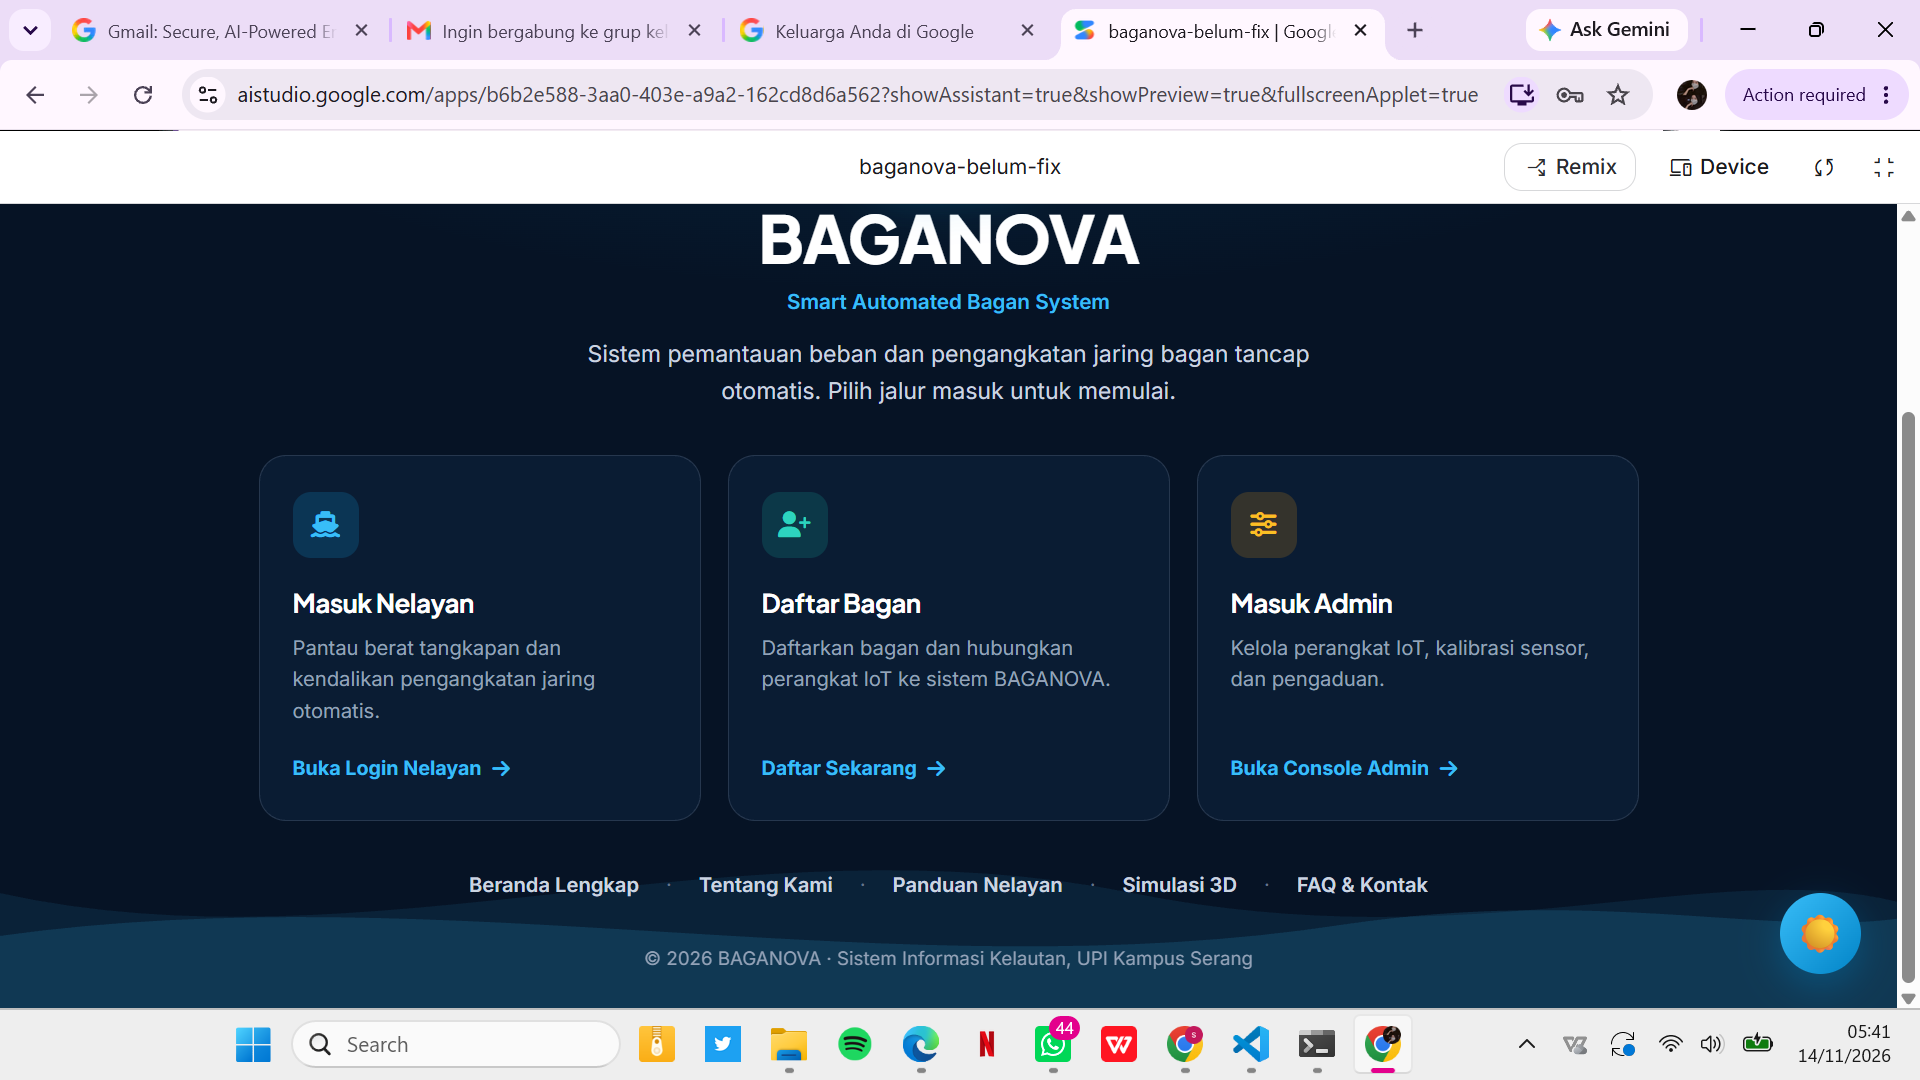 Gmail: Secure, AI-Powered E
Ingin bergabung ke grup kel
Keluarga Anda di Google
baganova-belum-fix | Google
Ask Gemini
aistudio.google.com/apps/b6b2e588-3aa0-403e-a9a2-162cd8d6a562?showAssistant=true&showPreview=true&fullscreenApplet=true
Action required
baganova-belum-fix
Remix
Device
BAGANOVA
Smart Automated Bagan System
Sistem pemantauan beban dan pengangkatan jaring bagan tancap
otomatis. Pilih jalur masuk untuk memulai.
Masuk Nelayan
Pantau berat tangkapan dan
kendalikan pengangkatan jaring
otomatis.
Buka Login Nelayan
Daftar Bagan
Daftarkan bagan dan hubungkan
perangkat IoT ke sistem BAGANOVA.
Daftar Sekarang
Masuk Admin
Kelola perangkat IoT, kalibrasi sensor,
dan pengaduan.
Buka Console Admin
Beranda Lengkap · Tentang Kami · Panduan Nelayan · Simulasi 3D · FAQ & Kontak
© 2026 BAGANOVA · Sistem Informasi Kelautan, UPI Kampus Serang
Search
44
05:41
14/11/2026